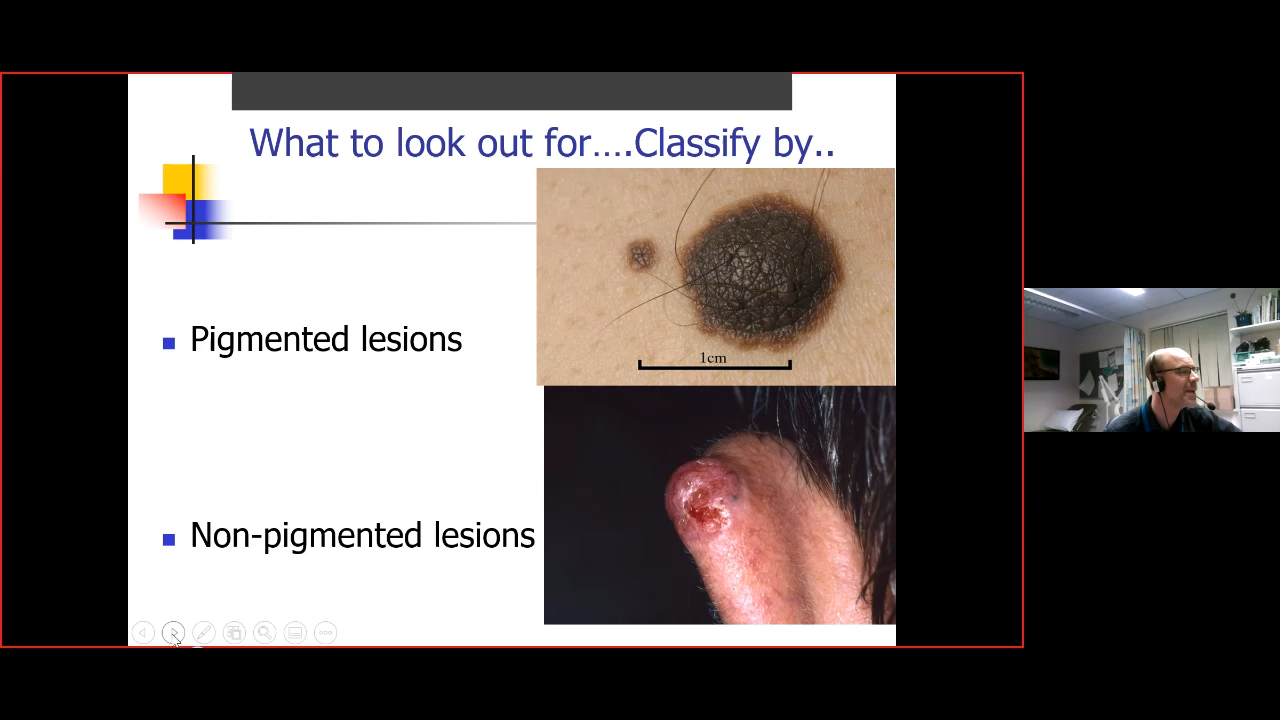 What to look out for….Classify by..
Pigmented lesions
1cm
Non-pigmented lesions